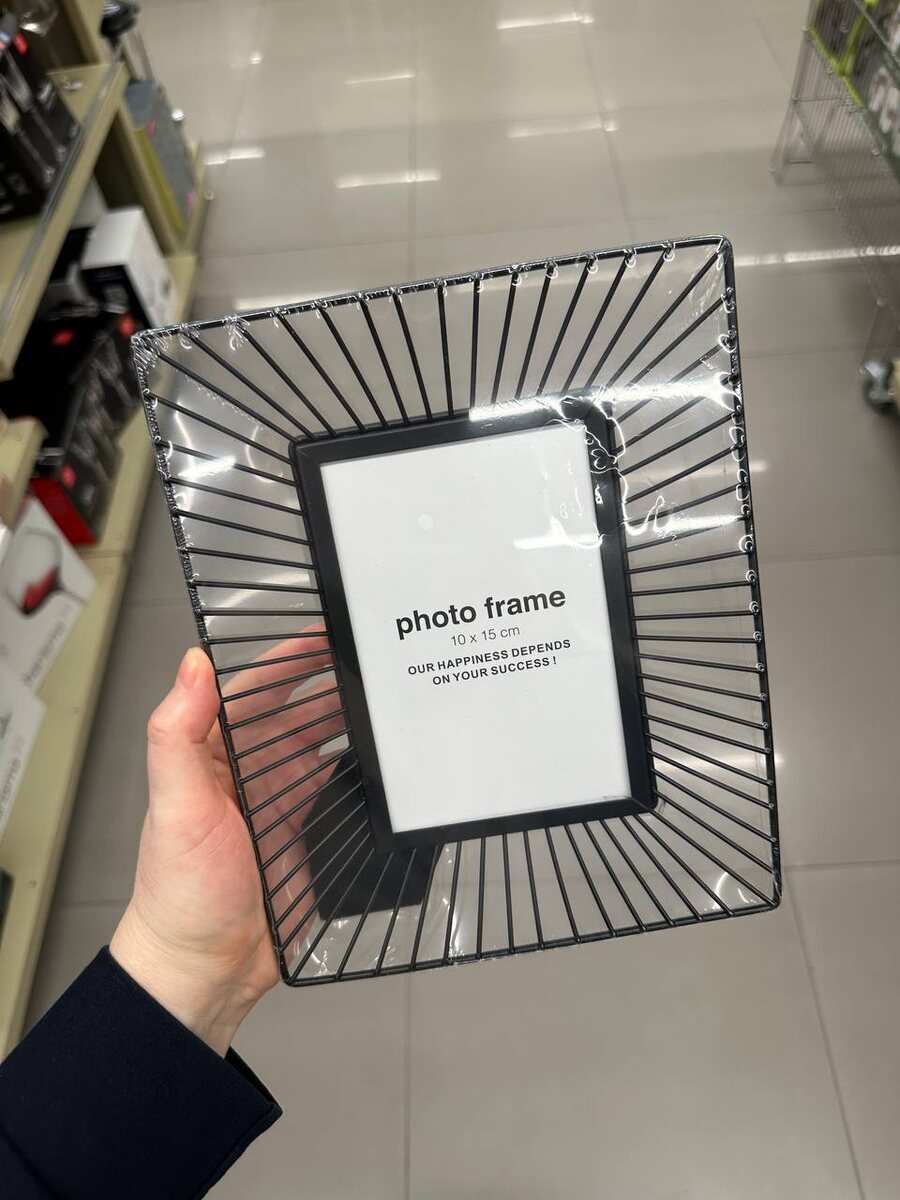 photo frame
10 x 15 cm
OUR HAPPINESS DEPENDS
ON YOUR SUCCESS !